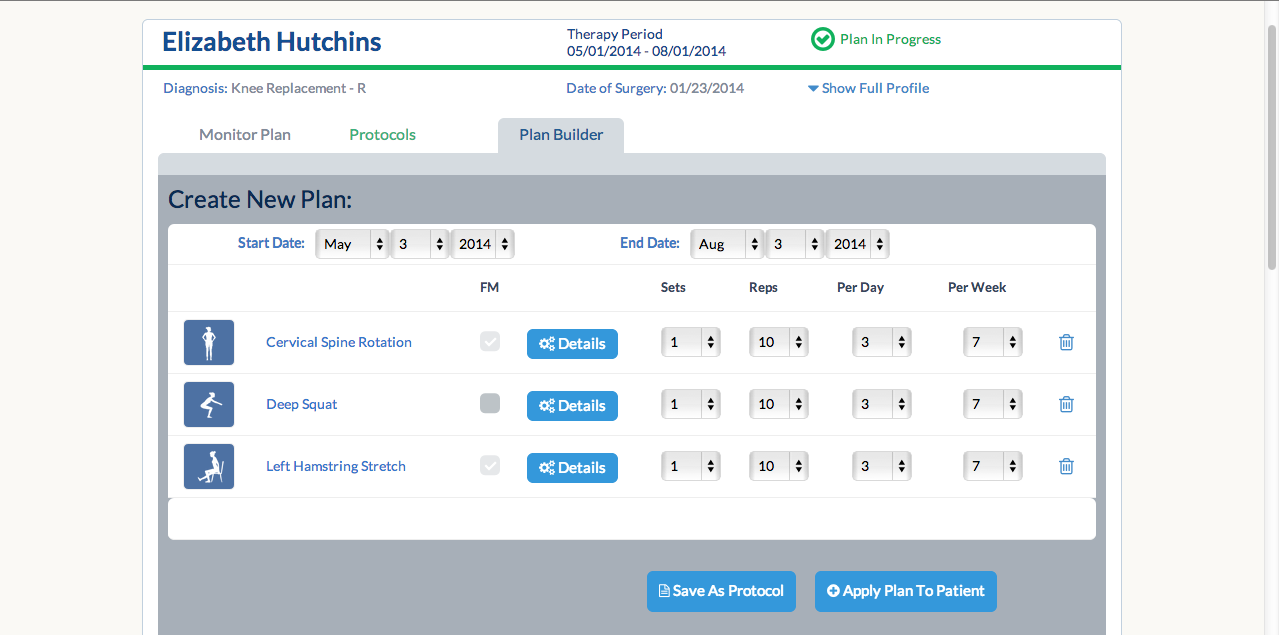 Elizabeth Hutchins
Therapy Period
05/01/2014 - 08/01/2014
Plan In Progress
Diagnosis: Knee Replacement - R
Date of Surgery: 01/23/2014
Show Full Profile
Monitor Plan
Protocols
Plan Builder
Create New Plan:
Start Date: May 3 2014 End Date: Aug 3 2014
FM Sets Reps Per Day Per Week
Cervical Spine Rotation Details 1 10 3 7
Deep Squat Details 1 10 3 7
Left Hamstring Stretch Details 1 10 3 7
Save As Protocol
Apply Plan To Patient